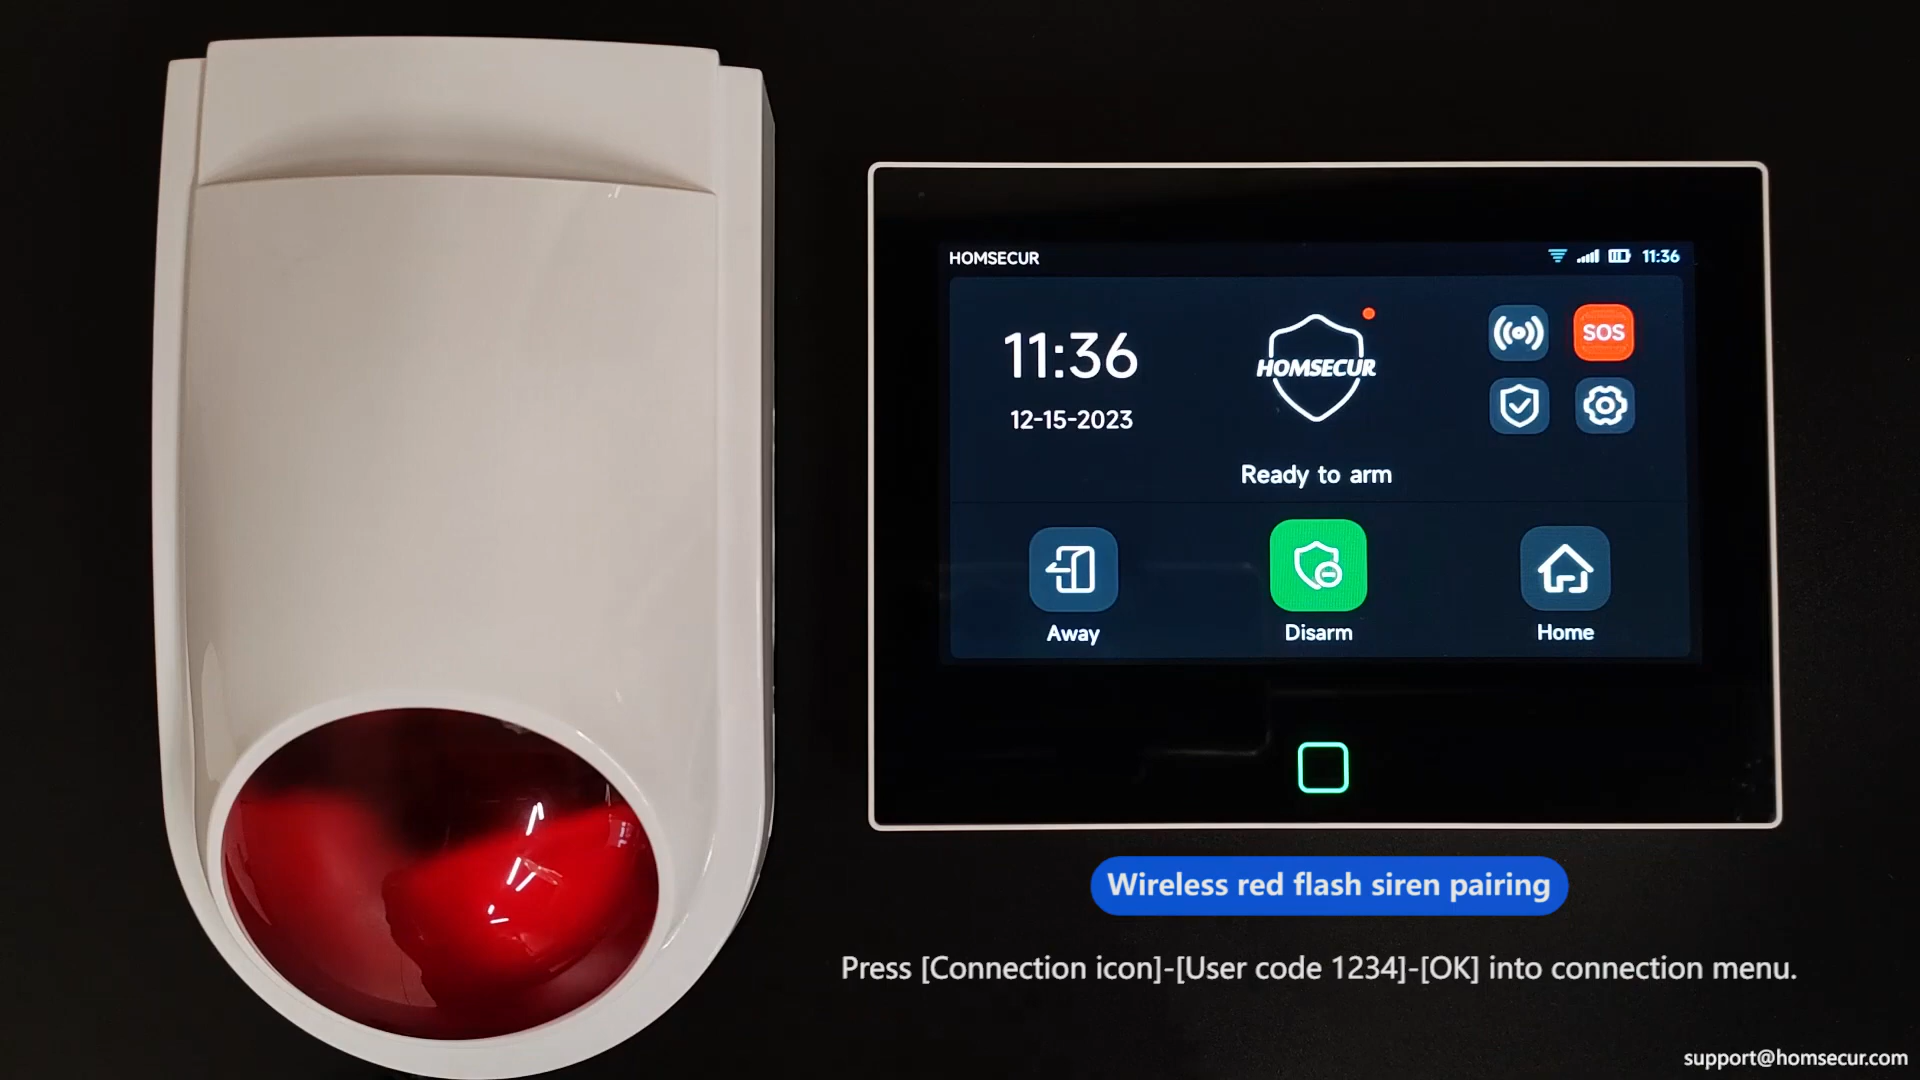 HOMSECUR
11:36
11:36
12-15-2023
HOMSECUR
SOS
Ready to arm
Away
Disarm
Home
Wireless red flash siren pairing
Press [Connection icon]-[User code 1234]-[OK] into connection menu.
support@homsecur.com